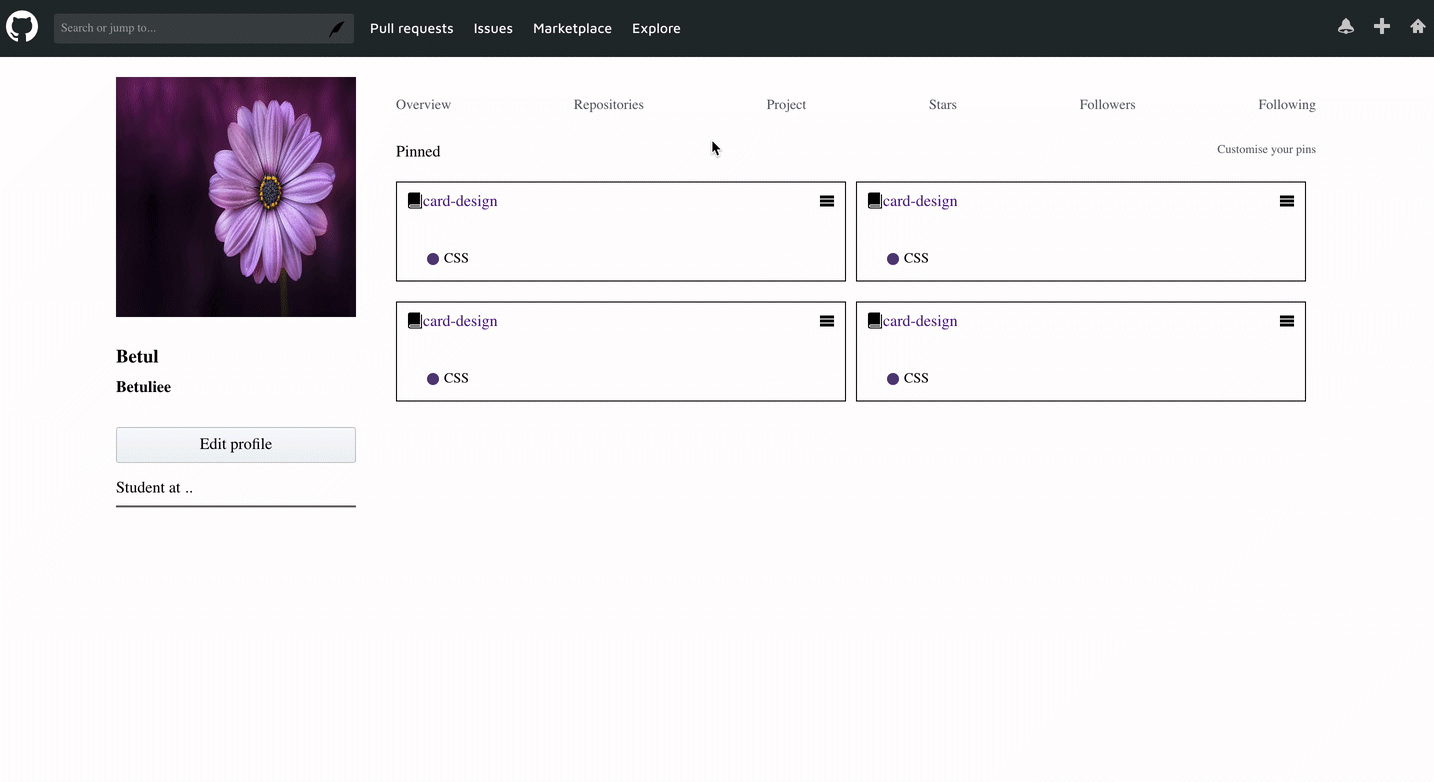 Search or jump to...
Pull requests Issues Marketplace Explore
Overview Repositories Project Stars Followers Following
Pinned Customise your pins
card-design
CSS
card-design
CSS
card-design
CSS
card-design
CSS
Betul
Betuliee
Edit profile
Student at ..